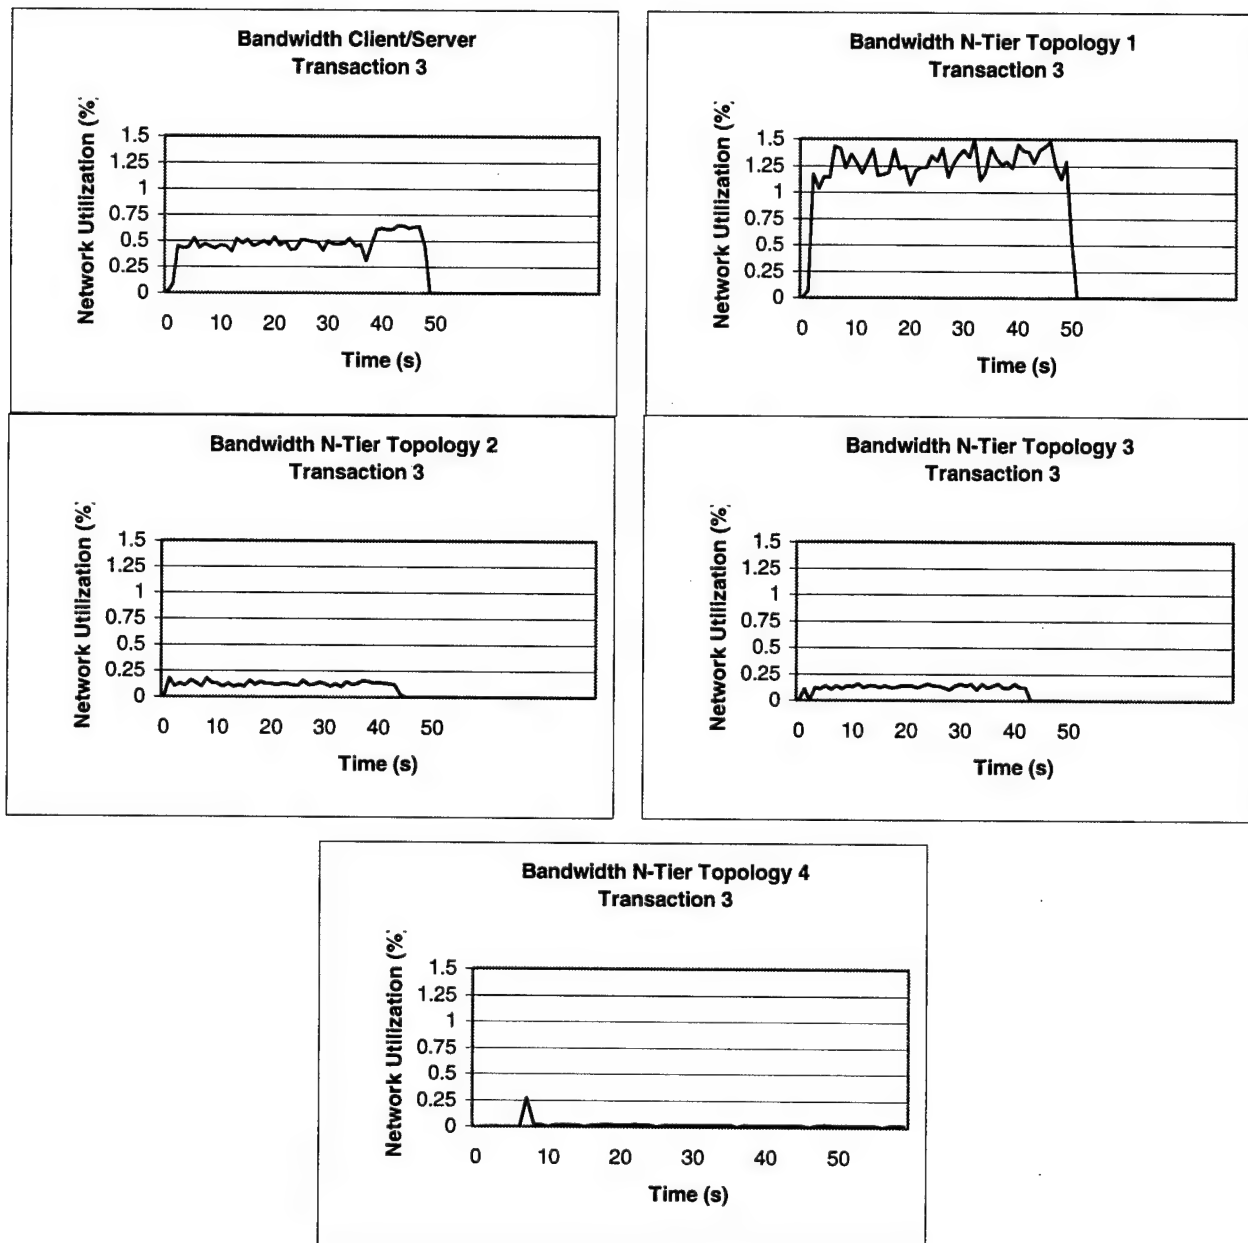 Bandwidth Client/Server
Transaction 3
Network Utilization (%)
1.5
1.25
1
0.75
0.5
0.25
0
0 10 20 30 40 50
Time (s)
Bandwidth N-Tier Topology 1
Transaction 3
Network Utilization (%)
1.5
1.25
1
0.75
0.5
0.25
0
0 10 20 30 40 50
Time (s)
Bandwidth N-Tier Topology 2
Transaction 3
Network Utilization (%)
1.5
1.25
1
0.75
0.5
0.25
0
0 10 20 30 40 50
Time (s)
Bandwidth N-Tier Topology 3
Transaction 3
Network Utilization (%)
1.5
1.25
1
0.75
0.5
0.25
0
0 10 20 30 40 50
Time (s)
Bandwidth N-Tier Topology 4
Transaction 3
Network Utilization (%)
1.5
1.25
1
0.75
0.5
0.25
0
0 10 20 30 40 50
Time (s)